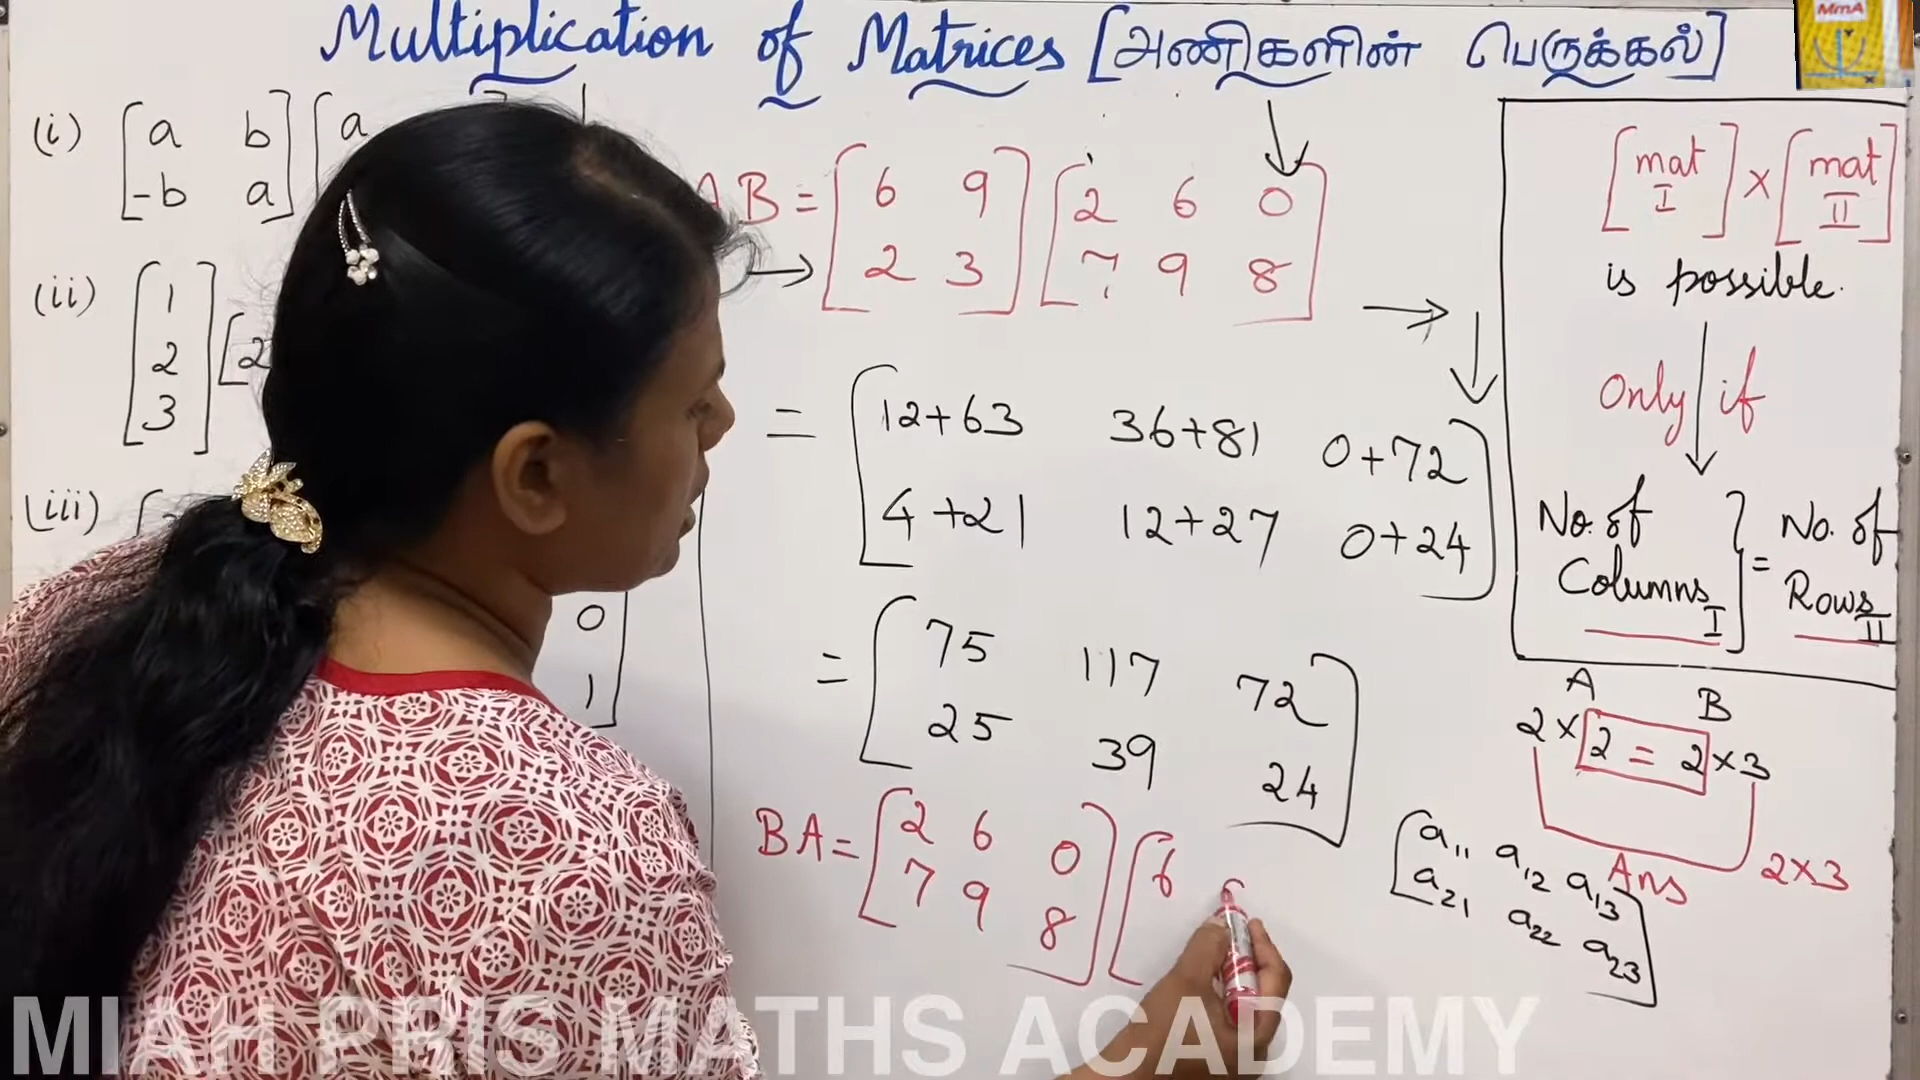 Multiplication of Matrices [அணிகளின் பெருக்கல்]
MmA
(i) [a b] [a
[-b a]
(ii) [1
2
3] [2
(iii)
0
1
AB = [6 9] [2 6 0]
→ [2 3] [7 9 8]
= [12+63 36+81 0+72]
[4+21 12+27 0+24]
= [75 117 72]
[25 39 24]
BA = [2 6 0] [6
[7 9 8]
[mat I] × [mat II]
is possible.
Only if
No. of Columns I } = No. of Rows II
A B
2×2 = 2×3
Ans 2×3
[a11 a12 a13]
[a21 a22 a23]
MIAH PRIS MATHS ACADEMY